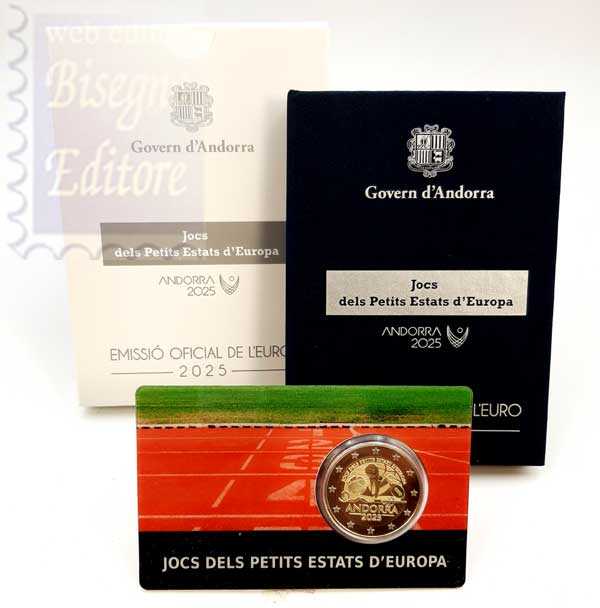 web
Bisegn
Editore
Govern d'Andorra
Jocs
dels Petits Estats d'Europa
ANDORRA
2025
EMISSIÓ OFICIAL DE L'EURO
2025
Govern d'Andorra
Jocs
dels Petits Estats d'Europa
ANDORRA
2025
L'EURO
ANDORRA
2025
JOCS DELS PETITS ESTATS D'EUROPA